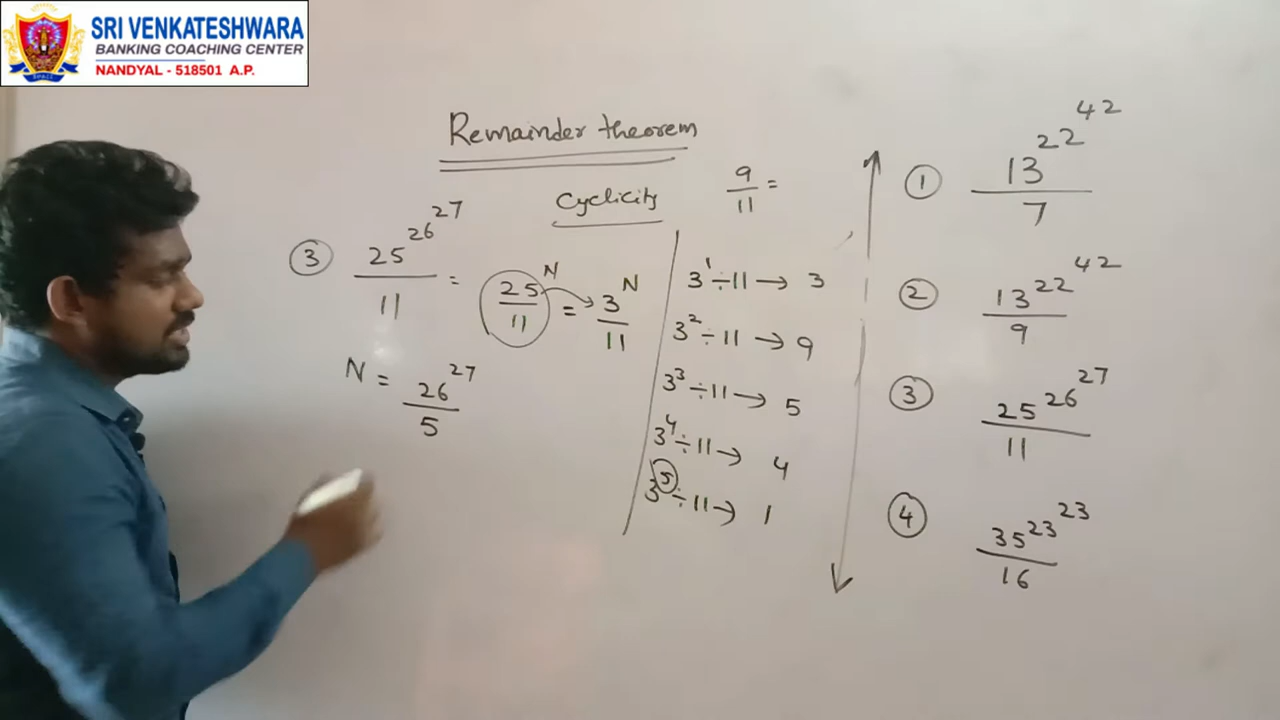 SRI VENKATESHWARA
BANKING COACHING CENTER
NANDYAL - 518501 A.P.
Remainder theorem
Cyclicity
9/11 =
③ 25^26^27/11 = (25/11)^N = 3^N/11
N = 26^27/5
3^1 ÷ 11 → 3
3^2 ÷ 11 → 9
3^3 ÷ 11 → 5
3^4 ÷ 11 → 4
3^5 ÷ 11 → 1
① 13^22^42/7
② 13^22^42/9
③ 25^26^27/11
④ 35^23^23/16